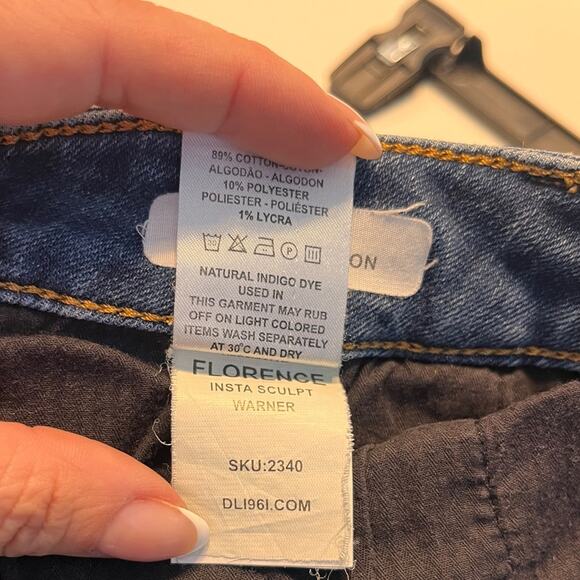 89% COTTON-COTON-
ALGODÃO - ALGODON
10% POLYESTER
POLIESTER - POLIÉSTER
1% LYCRA
30
P
ON
NATURAL INDIGO DYE
USED IN
THIS GARMENT MAY RUB
OFF ON LIGHT COLORED
ITEMS WASH SEPARATELY
AT 30°C AND DRY
FLORENCE
INSTA SCULPT
WARNER
SKU:2340
DLI96I.COM